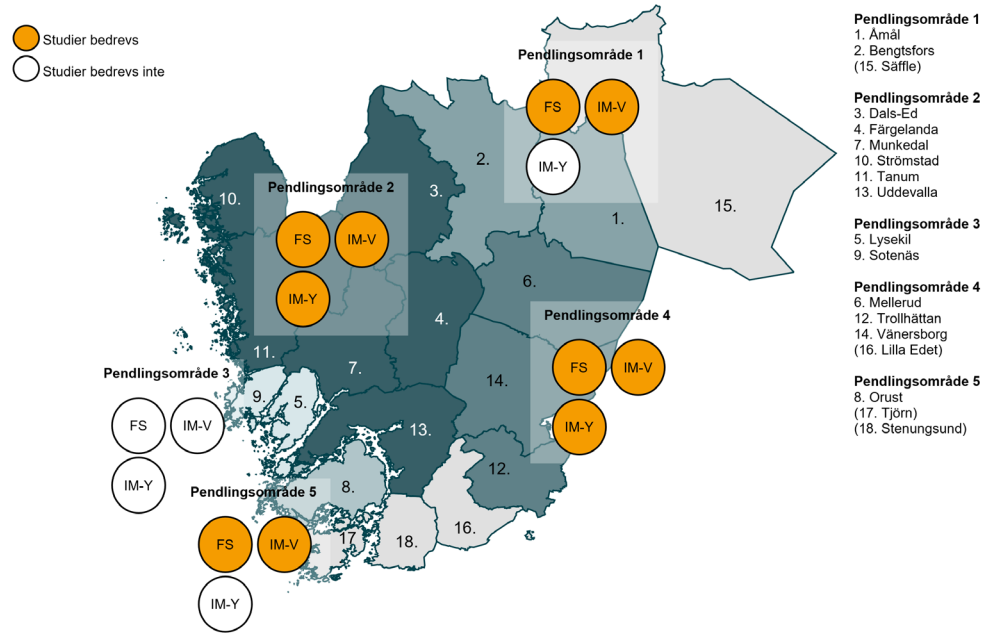 Studier bedrevs
Studier bedrevs inte
Pendlingsområde 1
FS
IM-V
IM-Y
2.
1.
15.
Pendlingsområde 2
10.
3.
FS
IM-V
IM-Y
4.
11.
7.
13.
Pendlingsområde 3
9.
5.
FS
IM-V
IM-Y
Pendlingsområde 4
6.
FS
IM-V
14.
IM-Y
12.
16.
Pendlingsområde 5
8.
FS
IM-V
17
18.
IM-Y
Pendlingsområde 1
1. Åmål
2. Bengtsfors
(15. Säffle)
Pendlingsområde 2
3. Dals-Ed
4. Färgelanda
7. Munkedal
10. Strömstad
11. Tanum
13. Uddevalla
Pendlingsområde 3
5. Lysekil
9. Sotenäs
Pendlingsområde 4
6. Mellerud
12. Trollhättan
14. Vänersborg
(16. Lilla Edet)
Pendlingsområde 5
8. Orust
(17. Tjörn)
(18. Stenungsund)